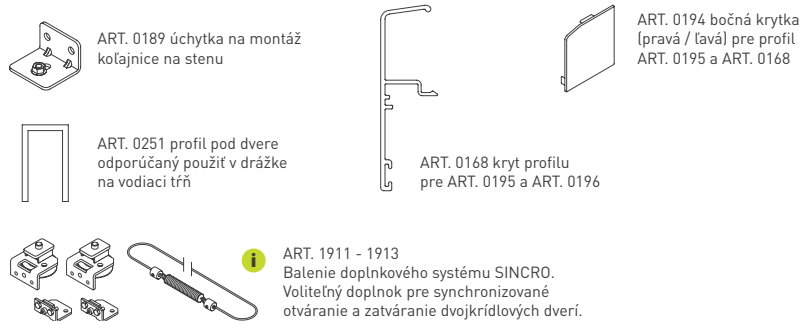 ART. 0189 úchytka na montáž
koľajnice na stenu
ART. 0194 bočná krytka
(pravá / ľavá) pre profil
ART. 0195 a ART. 0168
ART. 0251 profil pod dvere
odporúčaný použiť v drážke
na vodiaci tŕň
ART. 0168 kryt profilu
pre ART. 0195 a ART. 0196
i
ART. 1911 - 1913
Balenie doplnkového systému SINCRO.
Voliteľný doplnok pre synchronizované
otváranie a zatváranie dvojkrídlových dverí.